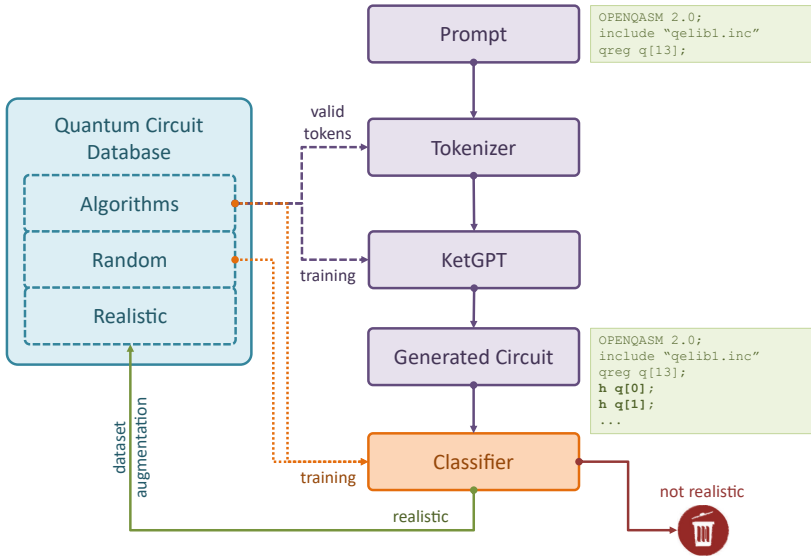 Prompt
OPENQASM 2.0;
include “qelib1.inc”
qreg q[13];
Quantum Circuit
Database
Algorithms
Random
Realistic
valid
tokens
Tokenizer
training
KetGPT
Generated Circuit
OPENQASM 2.0;
include “qelib1.inc”
qreg q[13];
h q[0];
h q[1];
...
dataset
augmentation
training
Classifier
realistic
not realistic